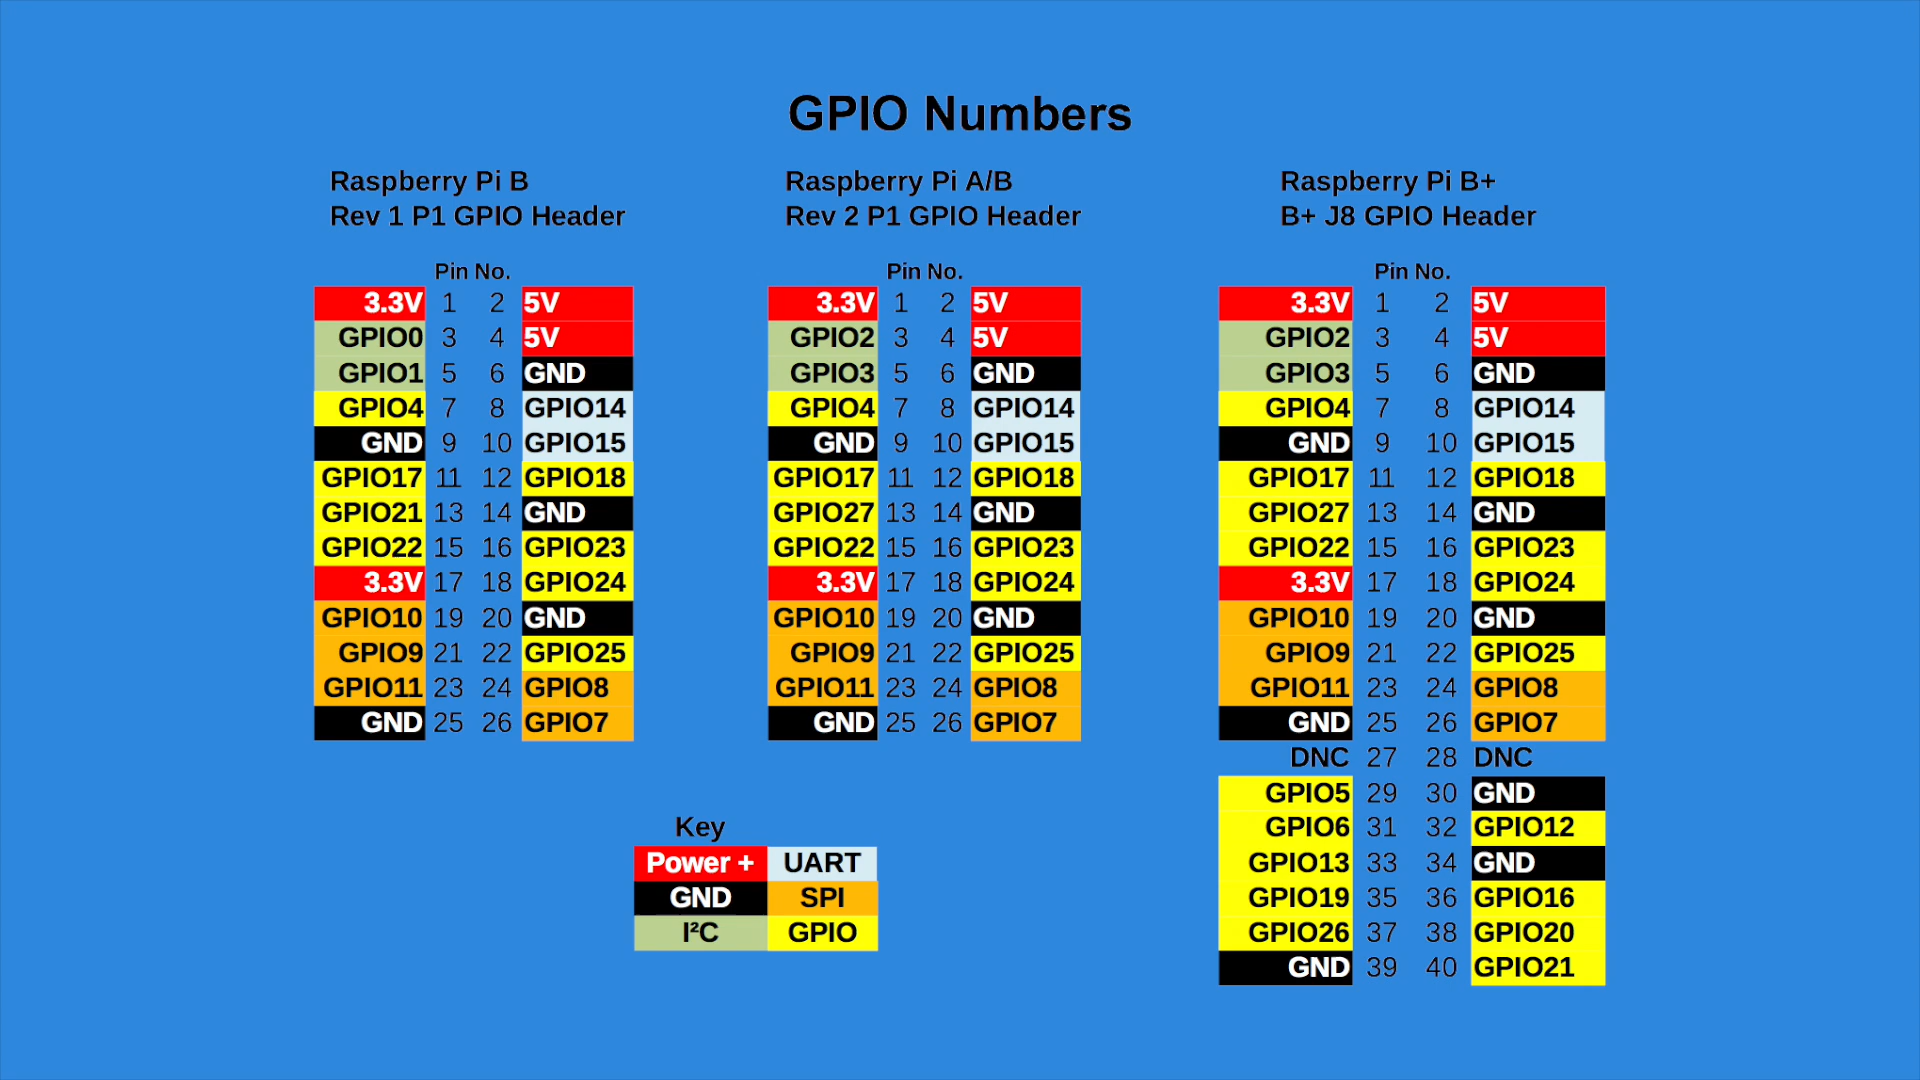 GPIO Numbers
Raspberry Pi B
Rev 1 P1 GPIO Header
Pin No.
3.3V 1 2 5V
GPIO0 3 4 5V
GPIO1 5 6 GND
GPIO4 7 8 GPIO14
GND 9 10 GPIO15
GPIO17 11 12 GPIO18
GPIO21 13 14 GND
GPIO22 15 16 GPIO23
3.3V 17 18 GPIO24
GPIO10 19 20 GND
GPIO9 21 22 GPIO25
GPIO11 23 24 GPIO8
GND 25 26 GPIO7
Raspberry Pi A/B
Rev 2 P1 GPIO Header
Pin No.
3.3V 1 2 5V
GPIO2 3 4 5V
GPIO3 5 6 GND
GPIO4 7 8 GPIO14
GND 9 10 GPIO15
GPIO17 11 12 GPIO18
GPIO27 13 14 GND
GPIO22 15 16 GPIO23
3.3V 17 18 GPIO24
GPIO10 19 20 GND
GPIO9 21 22 GPIO25
GPIO11 23 24 GPIO8
GND 25 26 GPIO7
Raspberry Pi B+
B+ J8 GPIO Header
Pin No.
3.3V 1 2 5V
GPIO2 3 4 5V
GPIO3 5 6 GND
GPIO4 7 8 GPIO14
GND 9 10 GPIO15
GPIO17 11 12 GPIO18
GPIO27 13 14 GND
GPIO22 15 16 GPIO23
3.3V 17 18 GPIO24
GPIO10 19 20 GND
GPIO9 21 22 GPIO25
GPIO11 23 24 GPIO8
GND 25 26 GPIO7
DNC 27 28 DNC
GPIO5 29 30 GND
GPIO6 31 32 GPIO12
GPIO13 33 34 GND
GPIO19 35 36 GPIO16
GPIO26 37 38 GPIO20
GND 39 40 GPIO21
Key
Power + UART
GND SPI
I²C GPIO